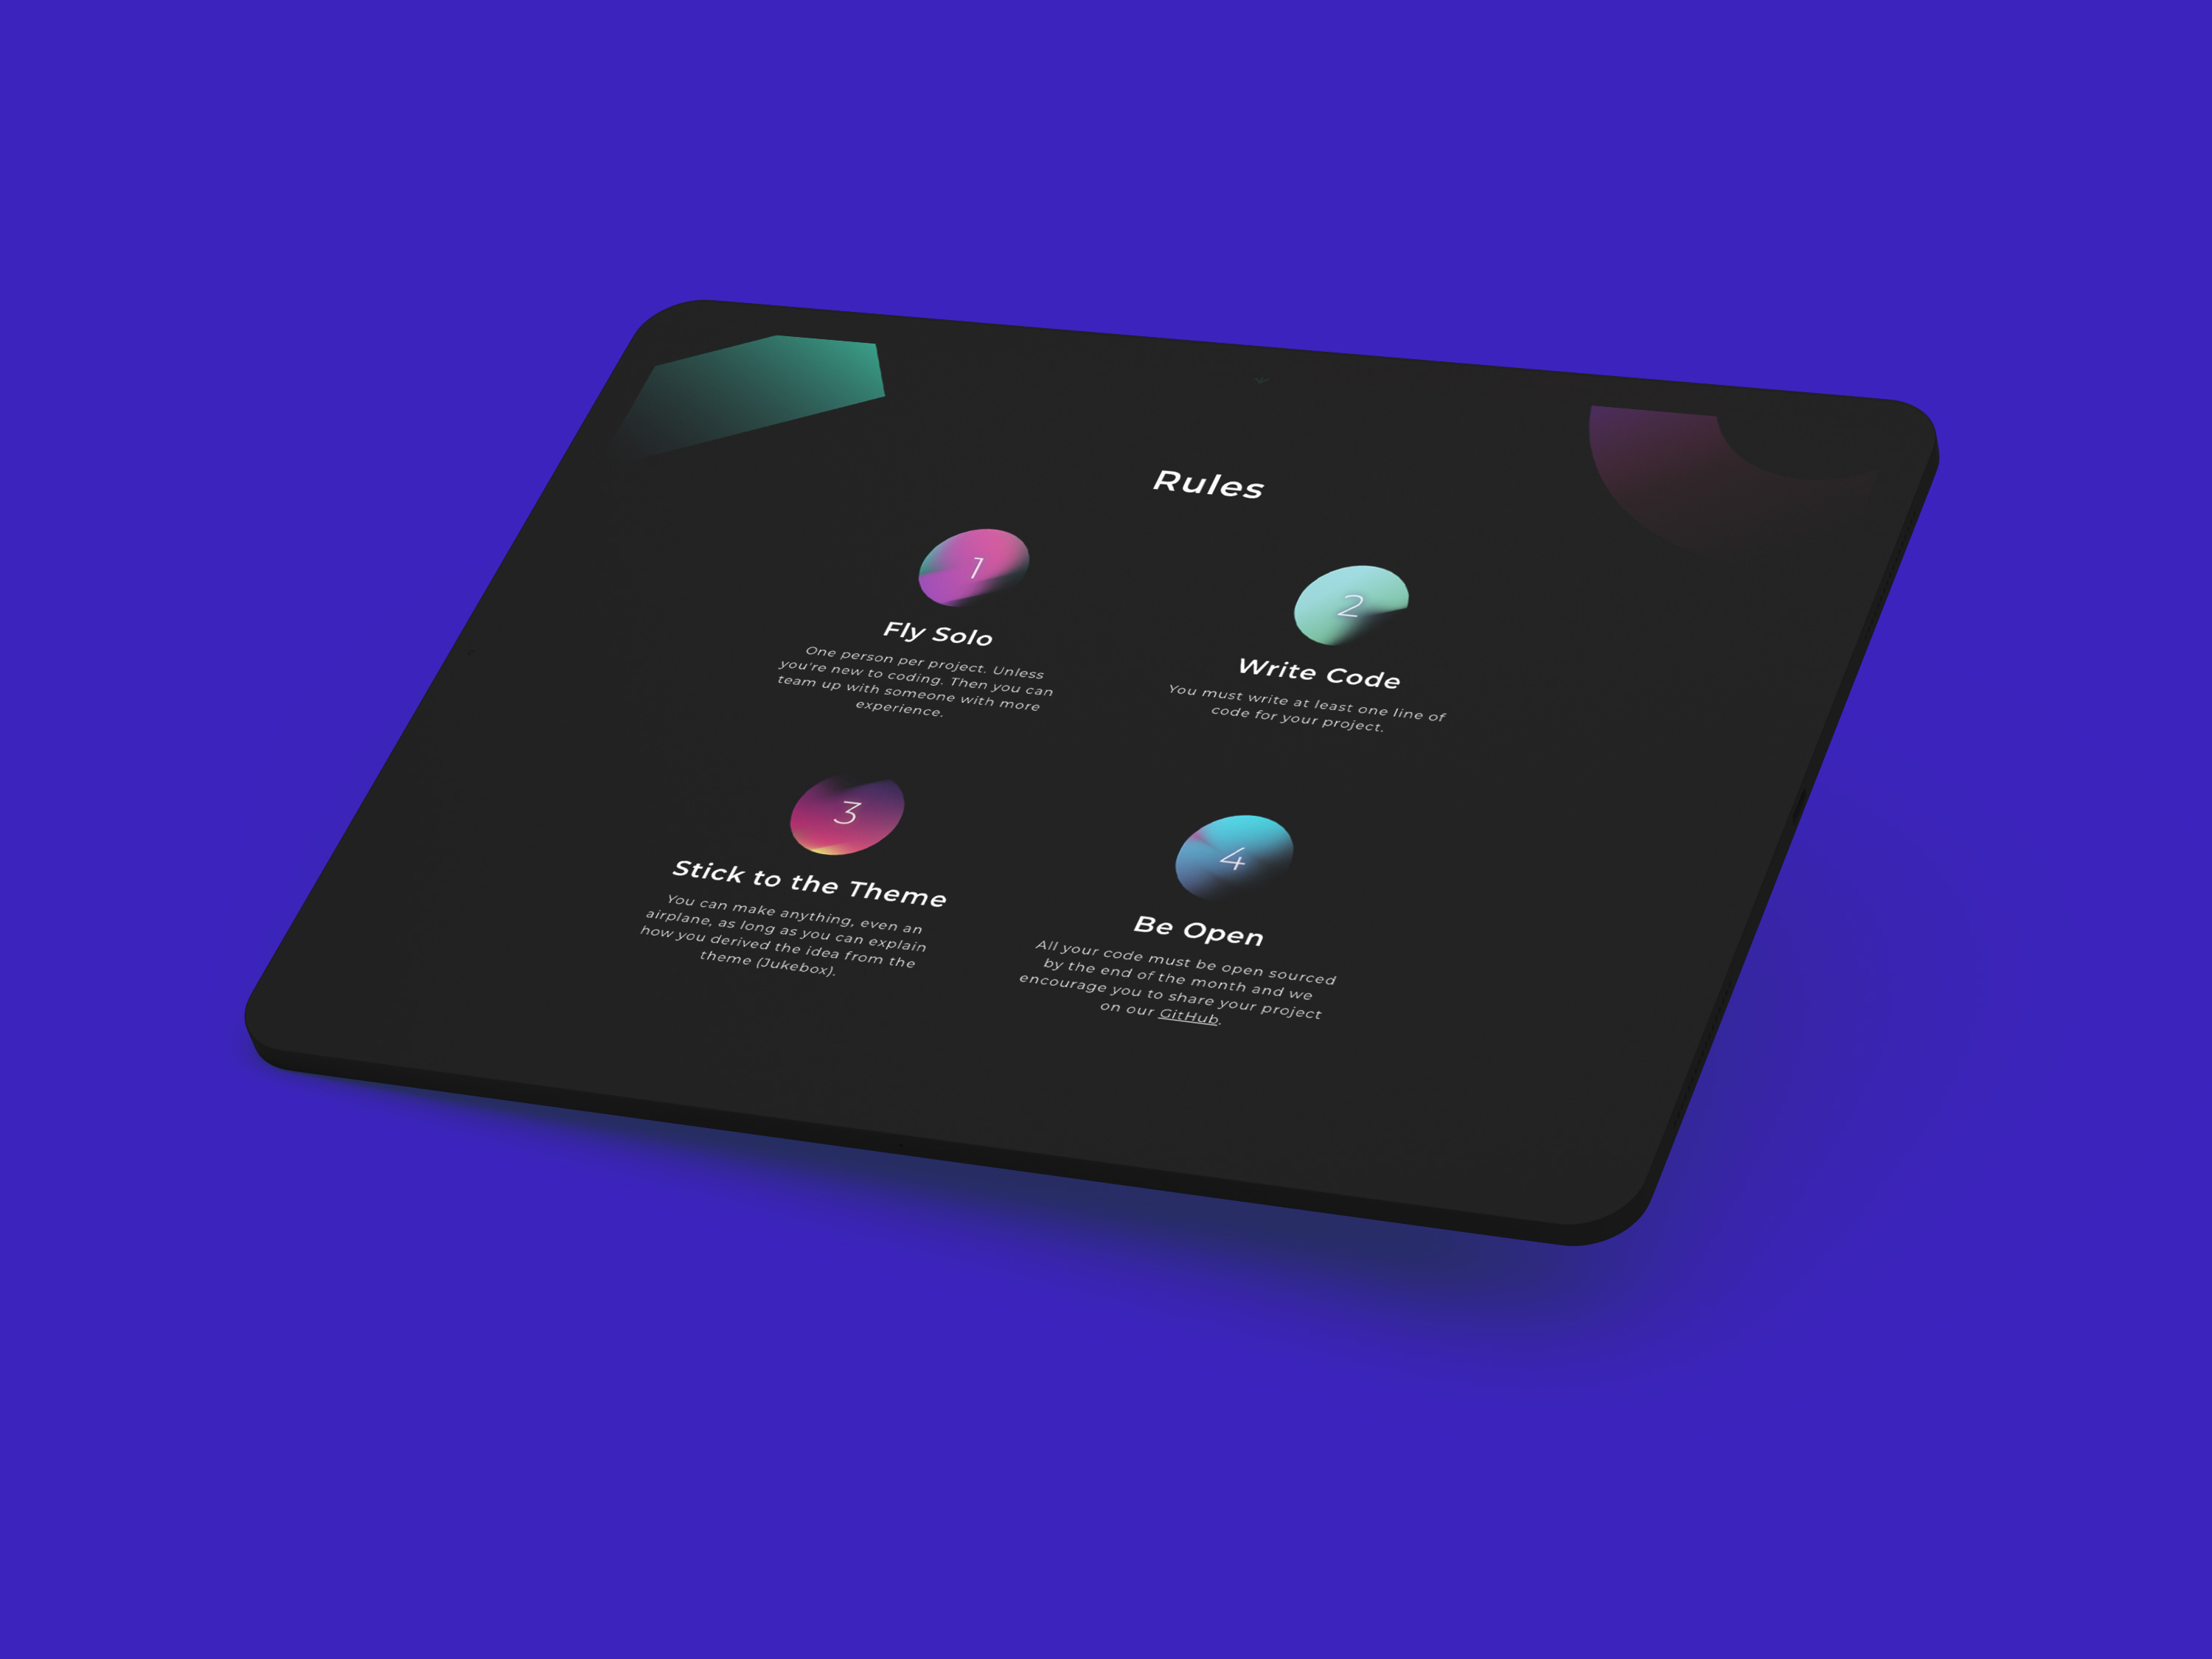 Rules
1
Fly Solo
One person per project. Unless
you're new to coding. Then you can
team up with someone with more
experience.
2
Write Code
You must write at least one line of
code for your project.
3
Stick to the Theme
You can make anything, even an
airplane, as long as you can explain
how you derived the idea from the
theme (Jukebox).
4
Be Open
All your code must be open sourced
by the end of the month and we
encourage you to share your project
on our GitHub.